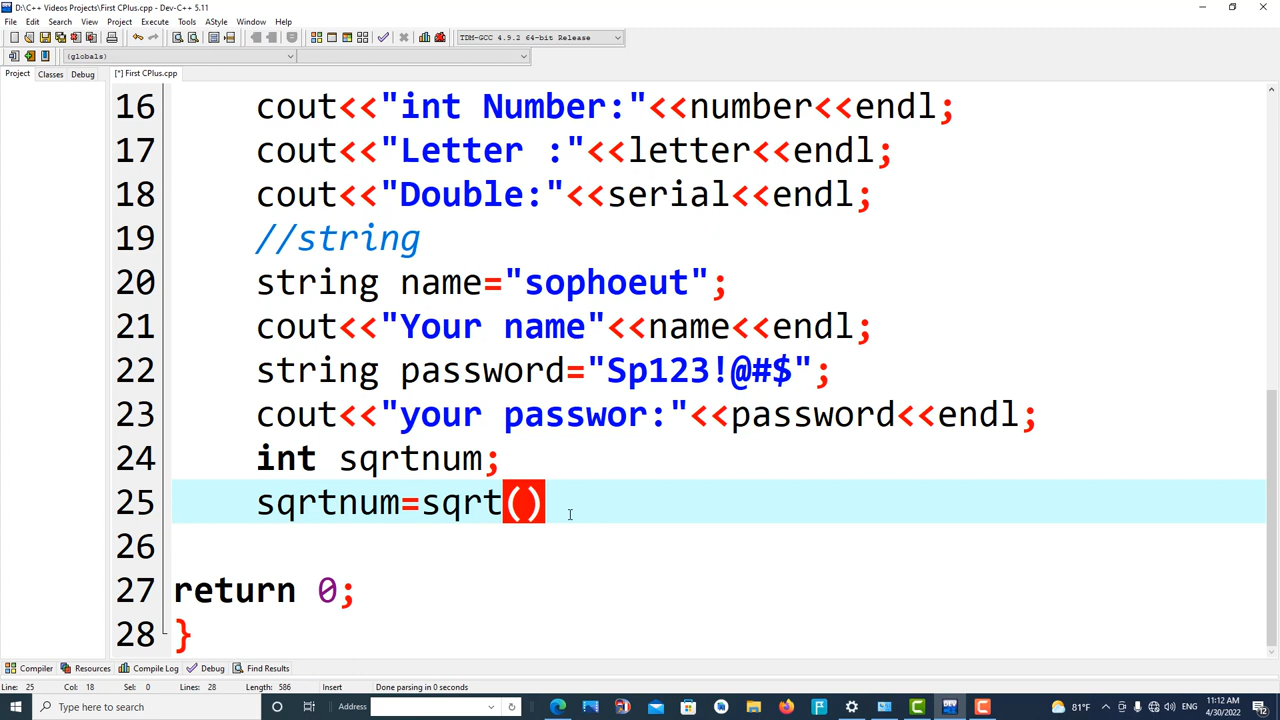 D:\C++ Videos Projects\First CPlus.cpp - Dev-C++ 5.11
File Edit Search View Project Execute Tools AStyle Window Help
TDM-GCC 4.9.2 64-bit Release
(globals)
Project Classes Debug [*] First CPlus.cpp
16 cout<<"int Number:"<<number<<endl;
17 cout<<"Letter :"<<letter<<endl;
18 cout<<"Double:"<<serial<<endl;
19 //string
20 string name="sophoeut";
21 cout<<"Your name"<<name<<endl;
22 string password="Sp123!@#$";
23 cout<<"your passwor:"<<password<<endl;
24 int sqrtnum;
25 sqrtnum=sqrt()
26
27 return 0;
28 }
Compiler Resources Compile Log Debug Find Results
Line: 25 Col: 18 Sel: 0 Lines: 28 Length: 586 Insert Done parsing in 0 seconds
Type here to search Address 81°F ENG 11:12 AM
4/30/2022